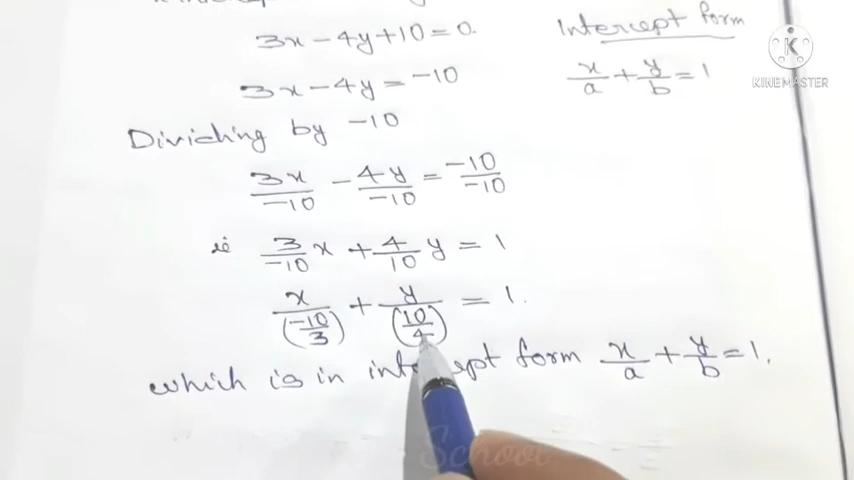 3x - 4y + 10 = 0.
Intercept form
3x - 4y = -10
x/a + y/b = 1
K
KINEMASTER
Dividing by -10
3x/-10 - 4y/-10 = -10/-10
ie 3/-10 x + 4/10 y = 1
x/(-10/3) + y/(10/4) = 1.
which is in intercept form x/a + y/b = 1.
School